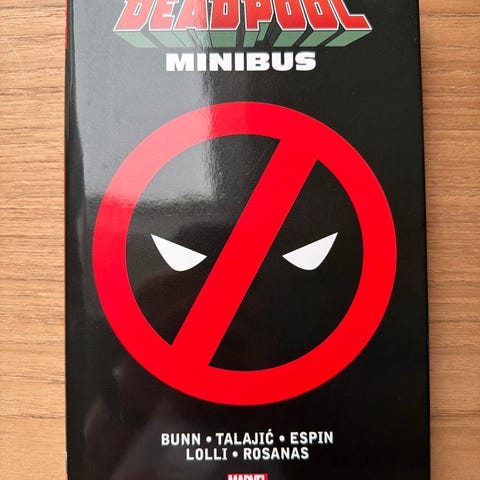 DEADPOOL
MINIBUS
BUNN • TALAJIĆ • ESPIN
LOLLI • ROSANAS
MARVEL